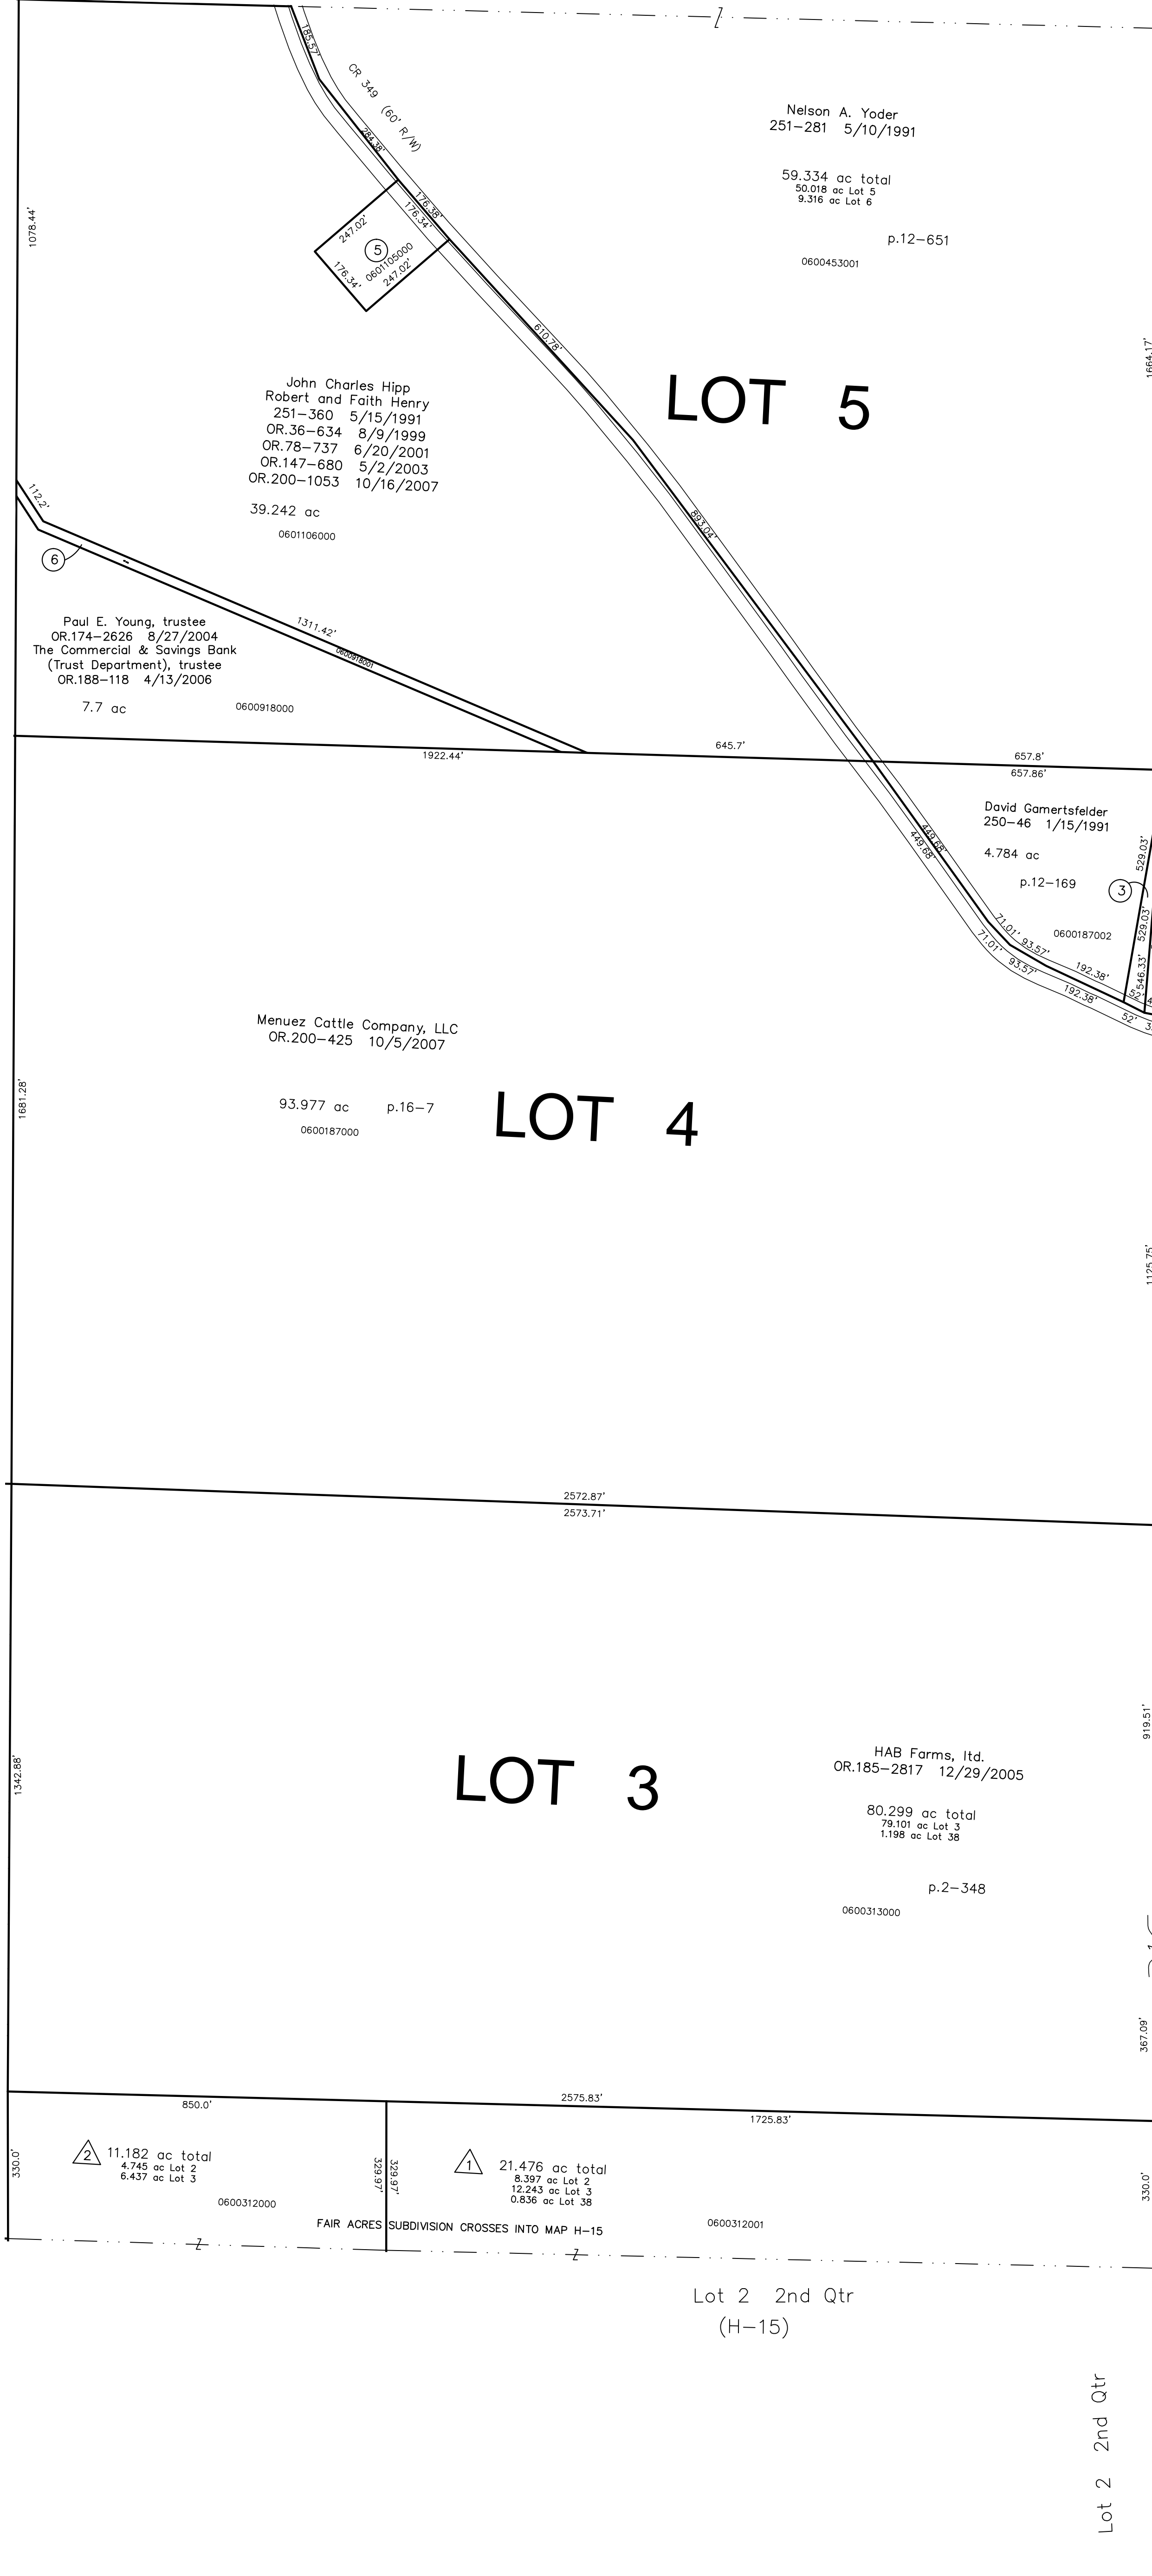 185.57'
CR 349 (60' R/W)
284.38'
Nelson A. Yoder
251-281 5/10/1991
59.334 ac total
50.018 ac Lot 5
9.316 ac Lot 6
p.12-651
0600453001
1078.44'
176.38'
176.34'
247.02'
5
0601105000
247.02'
176.34'
610.78'
1664.17'
LOT 5
John Charles Hipp
Robert and Faith Henry
251-360 5/15/1991
OR.36-634 8/9/1999
OR.78-737 6/20/2001
OR.147-680 5/2/2003
OR.200-1053 10/16/2007
39.242 ac
0601106000
112.2'
893.04'
6
1311.42'
0600918001
Paul E. Young, trustee
OR.174-2626 8/27/2004
The Commercial & Savings Bank
(Trust Department), trustee
OR.188-118 4/13/2006
7.7 ac
0600918000
1922.44'
645.7'
657.8'
657.86'
David Gamertsfelder
250-46 1/15/1991
4.784 ac
p.12-169
0600187002
449.68'
449.68'
529.03'
3
529.03'
546.33'
71.01'
93.57'
192.38'
52'
71.01'
93.57'
192.38'
52'
Menuez Cattle Company, LLC
OR.200-425 10/5/2007
93.977 ac p.16-7
0600187000
LOT 4
1681.28'
1125.75'
2572.87'
2573.71'
919.51'
LOT 3
HAB Farms, ltd.
OR.185-2817 12/29/2005
80.299 ac total
79.101 ac Lot 3
1.198 ac Lot 38
p.2-348
0600313000
1342.88'
367.09'
850.0'
2575.83'
1725.83'
330.0'
2
11.182 ac total
4.745 ac Lot 2
6.437 ac Lot 3
0600312000
329.97'
329.97'
1
21.476 ac total
8.397 ac Lot 2
12.243 ac Lot 3
0.836 ac Lot 38
0600312001
330.0'
FAIR ACRES SUBDIVISION CROSSES INTO MAP H-15
Lot 2 2nd Qtr
(H-15)
Lot 2 2nd Qtr